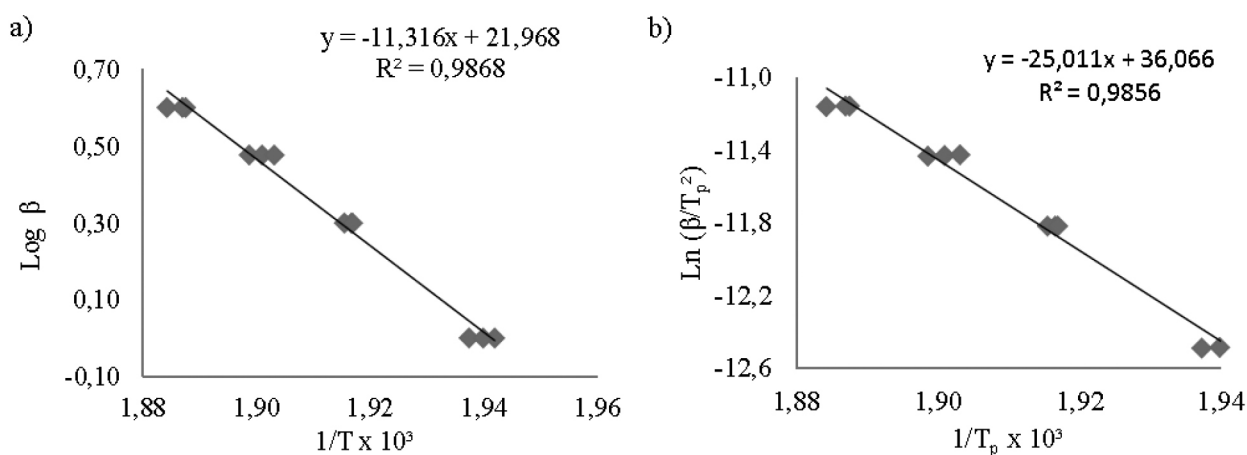 a)
y = -11,316x + 21,968
R² = 0,9868
0,70
0,50
0,30
0,10
-0,10
Log β
1,88
1,90
1,92
1,94
1,96
1/T x 10³
b)
y = -25,011x + 36,066
R² = 0,9856
-11,0
-11,4
-11,8
-12,2
-12,6
Ln (β/Tₚ²)
1,88
1,90
1,92
1,94
1/Tₚ x 10³